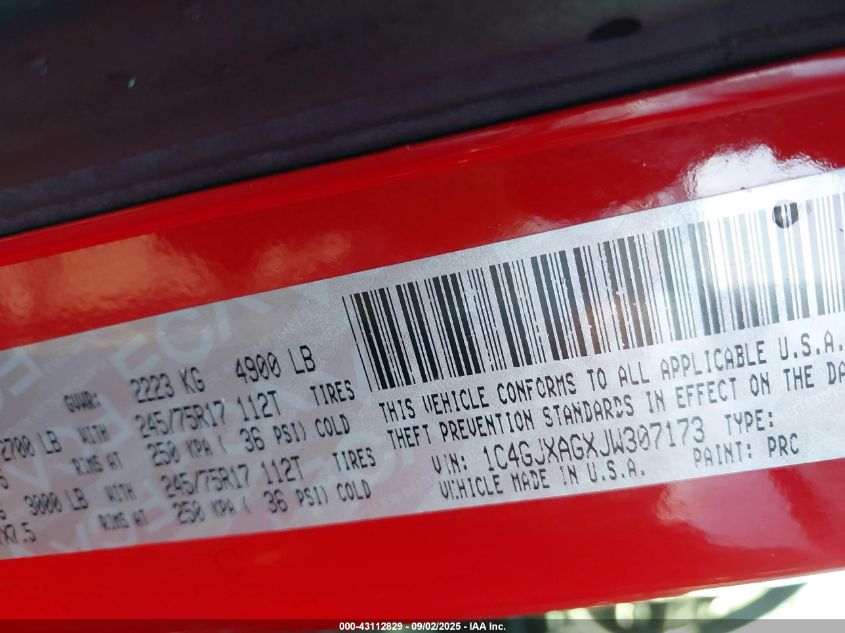 GVWR: 2223 KG 4900 LB
2700 LB WITH 245/75R17 112T TIRES
RIMS AT 250 KPA ( 36 PSI) COLD
3000 LB WITH 245/75R17 112T TIRES
X7.5 RIMS AT 250 KPA ( 36 PSI) COLD
THIS VEHICLE CONFORMS TO ALL APPLICABLE U.S.A.
THEFT PREVENTION STANDARDS IN EFFECT ON THE DA
VIN: 1C4GJXAGXJW307173 TYPE:
VEHICLE MADE IN U.S.A. PAINT: PRC
000-43112829 - 09/02/2025 - IAA Inc.